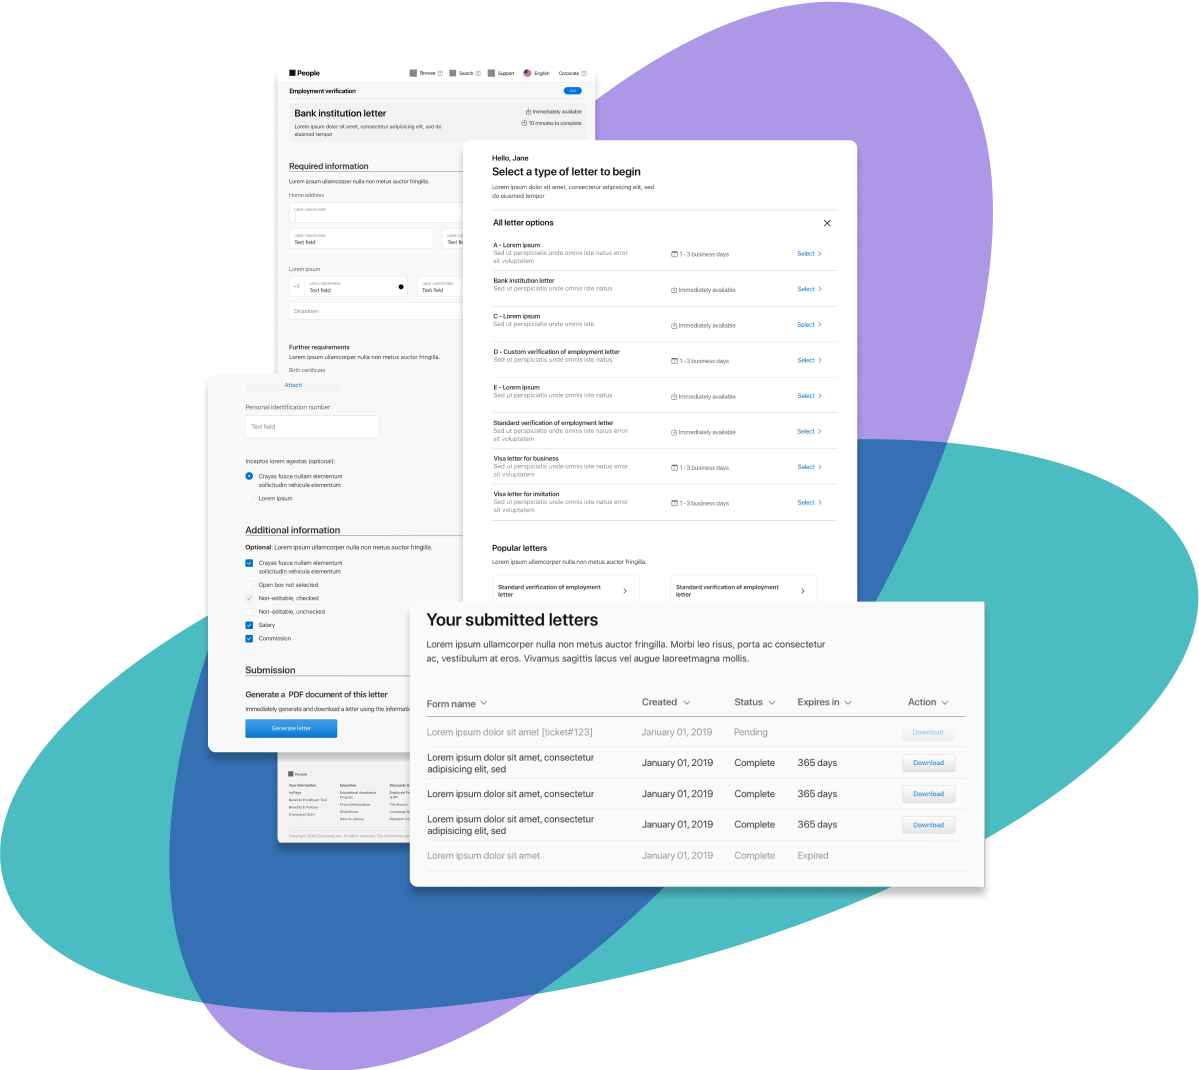 People
Browse
Search
Support
English
Corporate
Employment verification
Exit
Bank institution letter
Lorem ipsum dolor sit amet, consectetur adipisicing elit, sed do
eiusmod tempor
Immediately available
10 minutes to complete
Required information
Lorem ipsum ullamcorper nulla non metus auctor fringilla.
Home address
Label / placeholder
Label / placeholder
Text field
Lorem ipsum
+0
Label / placeholder
Text field
Label / placeholder
Text field
Dropdown
Further requirements
Lorem ipsum ullamcorper nulla non metus auctor fringilla.
Birth certificate
Attach
Personal identification number
Text field
Inceptos lorem egestas (optional):
Crayas fusce nullam elementum
sollicitudin vehicula elementum
Lorem ipsum
Additional information
Optional: Lorem ipsum ullamcorper nulla non metus auctor fringilla.
Crayas fusce nullam elementum
sollicitudin vehicula elementum
Open box not selected
Non-editable, checked
Non-editable, unchecked
Salary
Commission
Submission
Generate a PDF document of this letter
Immediately generate and download a letter using the
Generate letter
People
Your Information
myPage
Benefits Enrollment Tool
Benefits & Policies
Education
Educational Assistance
Program
Financial Education
How-To Library
Discounts &
Hello, Jane
Select a type of letter to begin
Lorem ipsum dolor sit amet, consectetur adipisicing elit, sed
do eiusmod tempor
All letter options
A - Lorem ipsum
Sed ut perspiciatis unde omnis iste natus error
sit voluptatem
1 -3 business days
Select
Bank institution letter
Sed ut perspiciatis unde omnis iste natus
Immediately available
Select
C - Lorem ipsum
Sed ut perspiciatis unde omnis iste
Immediately available
Select
D - Custom verification of employment letter
Sed ut perspiciatis unde omnis iste natus
1 -3 business days
Select
E - Lorem ipsum
Sed ut perspiciatis unde omnis iste natus
Immediately available
Select
Standard verification of employment letter
Sed ut perspiciatis unde omnis iste natus error
sit voluptatem
Immediately available
Select
Visa letter for business
Sed ut perspiciatis unde omnis iste natus error
sit voluptatem
1 -3 business days
Select
Visa letter for invitation
Sed ut perspiciatis unde omnis iste natus error
sit voluptatem
1 -3 business days
Select
Popular letters
Lorem ipsum ullamcorper nulla non metus auctor fringilla.
Standard verification of employment
letter
Standard verification of employment
letter
Your submitted letters
Lorem ipsum ullamcorper nulla non metus auctor fringilla. Morbi leo risus, porta ac consectetur
ac, vestibulum at eros. Vivamus sagittis lacus vel augue laoreetmagna mollis.
Form name Created Status Expires in Action
Lorem ipsum dolor sit amet [ticket#123] January 01, 2019 Pending Download
Lorem ipsum dolor sit amet, consectetur
adipisicing elit, sed January 01, 2019 Complete 365 days Download
Lorem ipsum dolor sit amet, consectetur January 01, 2019 Complete 365 days Download
Lorem ipsum dolor sit amet, consectetur
adipisicing elit, sed January 01, 2019 Complete 365 days Download
Lorem ipsum dolor sit amet January 01, 2019 Complete Expired